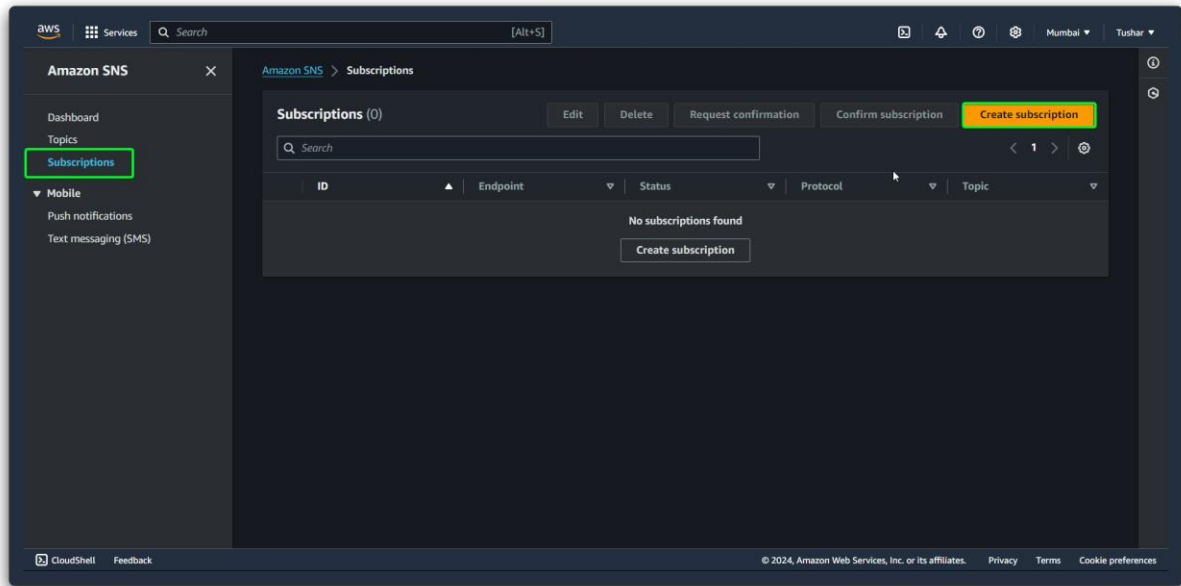 aws Services Search [Alt+S] Mumbai Tushar
Amazon SNS
Dashboard
Topics
Subscriptions
Mobile
Push notifications
Text messaging (SMS)
Amazon SNS > Subscriptions
Subscriptions (0) Edit Delete Request confirmation Confirm subscription Create subscription
Search 1
ID Endpoint Status Protocol Topic
No subscriptions found
Create subscription
CloudShell Feedback © 2024, Amazon Web Services, Inc. or its affiliates. Privacy Terms Cookie preferences